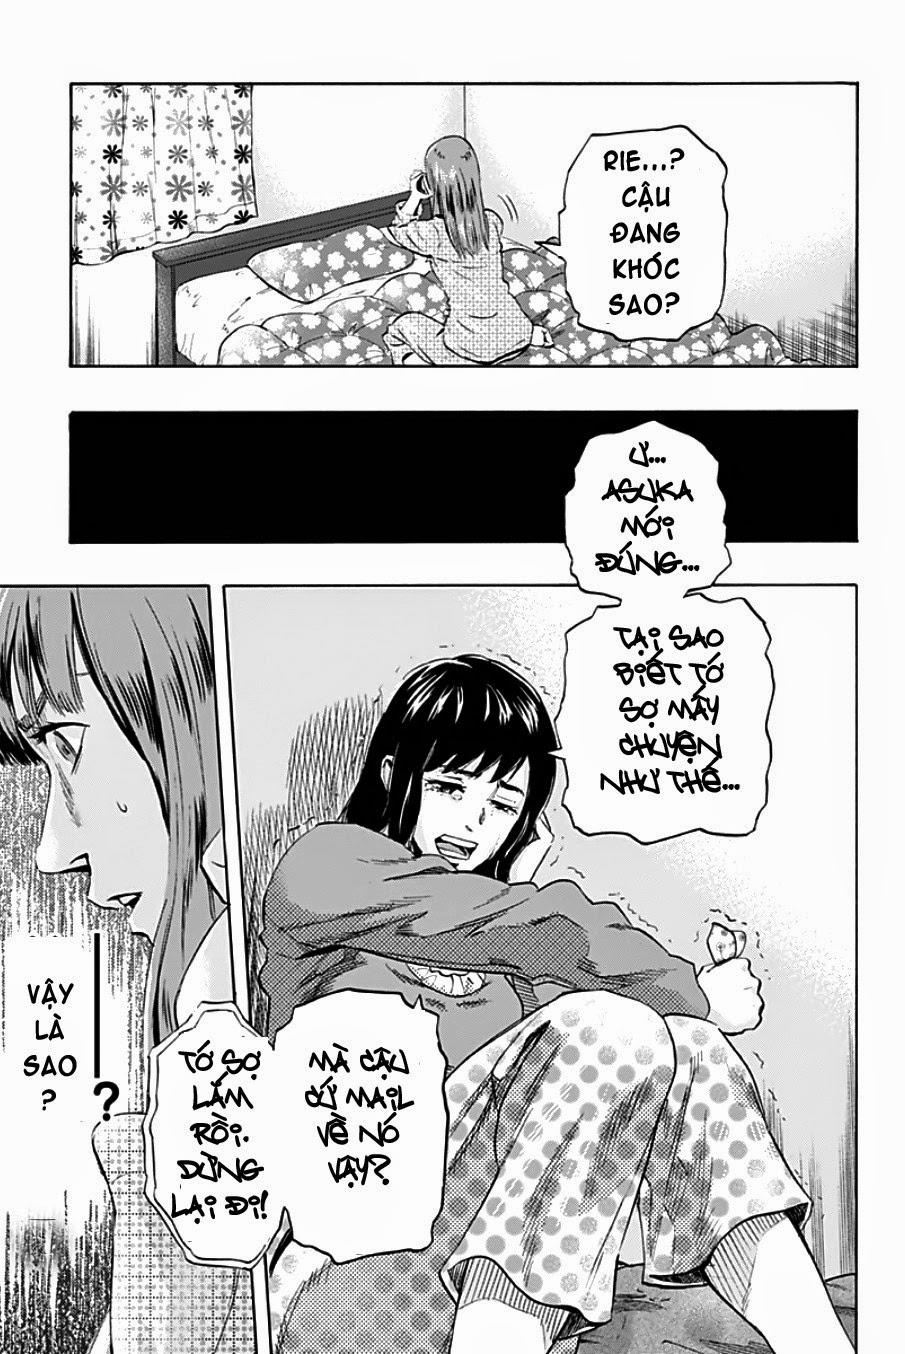 RIE...?
CẬU
ĐANG
KHÓC
SAO?
Ư...
ASUKA
MỚI
ĐÚNG...
TẠI SAO
BIẾT TỚ
SỢ MẤY
CHUYỆN
NHƯ THẾ...
MÀ CẬU
CỨ MAIL
VỀ NÓ
VẬY?
TỚ SỢ
LẮM
RỒI.
DỪNG
LẠI ĐI!
VẬY
LÀ
SAO
?
?